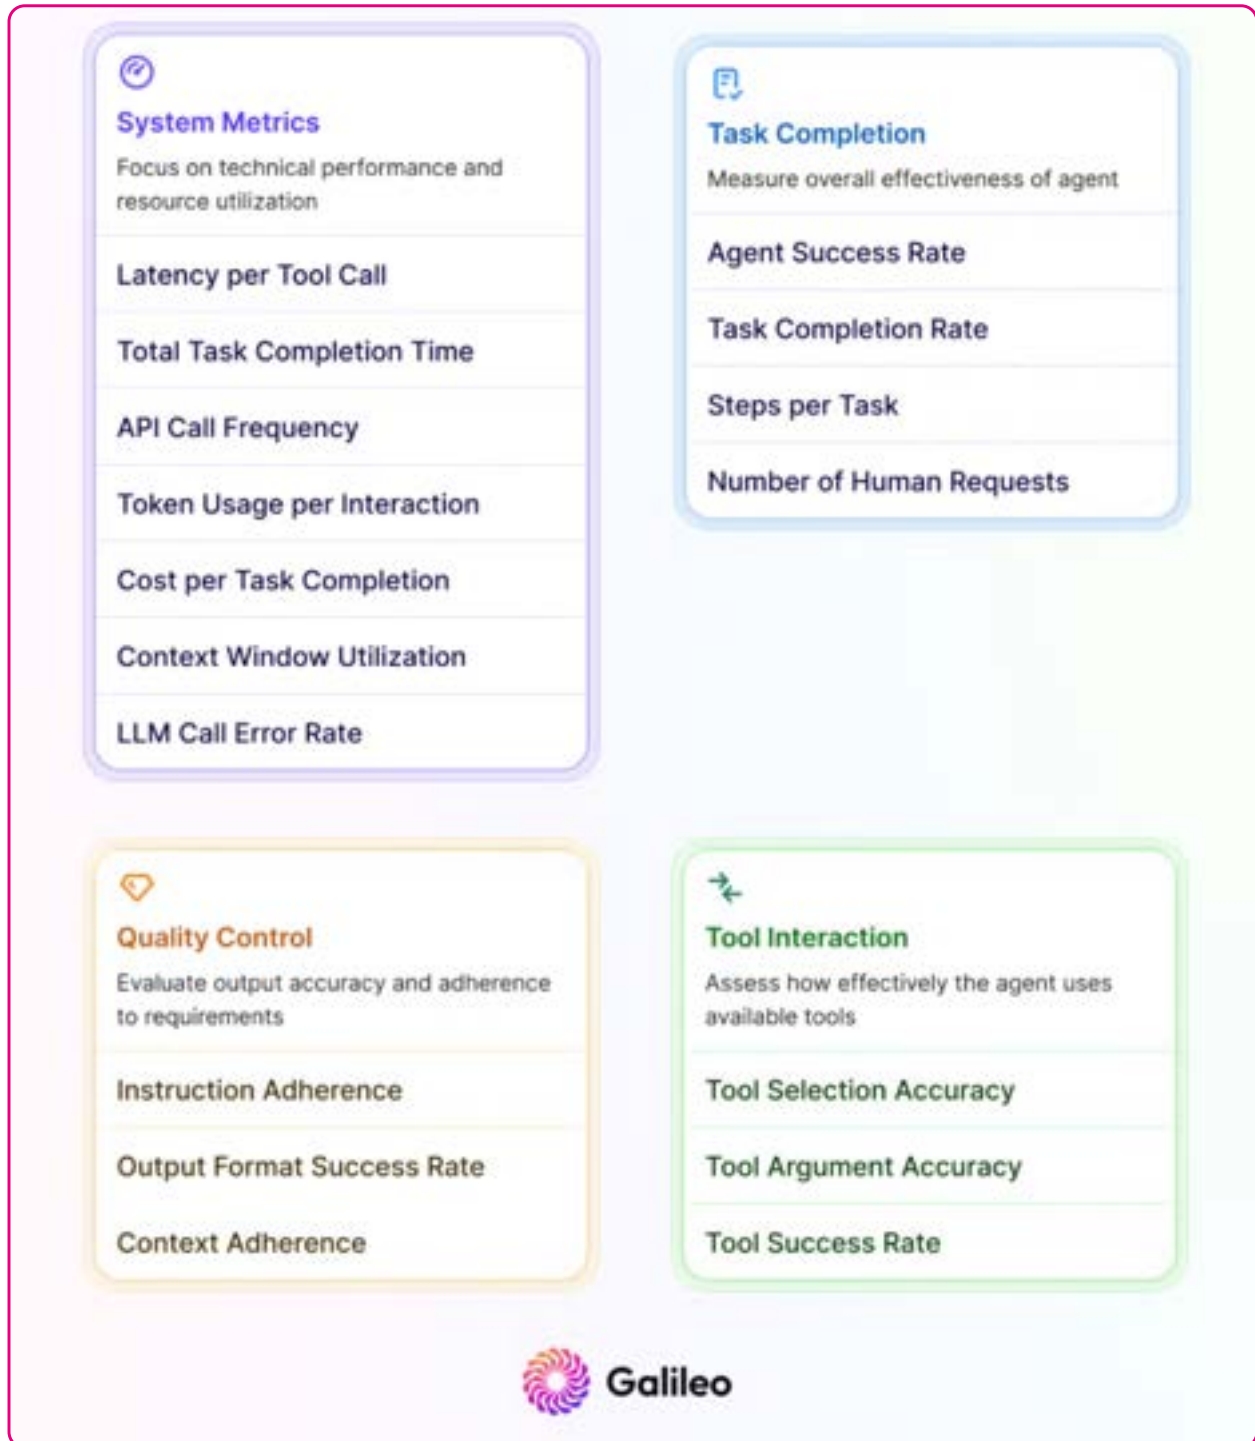 System Metrics
Focus on technical performance and
resource utilization
Latency per Tool Call
Total Task Completion Time
API Call Frequency
Token Usage per Interaction
Cost per Task Completion
Context Window Utilization
LLM Call Error Rate
Task Completion
Measure overall effectiveness of agent
Agent Success Rate
Task Completion Rate
Steps per Task
Number of Human Requests
Quality Control
Evaluate output accuracy and adherence
to requirements
Instruction Adherence
Output Format Success Rate
Context Adherence
Tool Interaction
Assess how effectively the agent uses
available tools
Tool Selection Accuracy
Tool Argument Accuracy
Tool Success Rate
Galileo